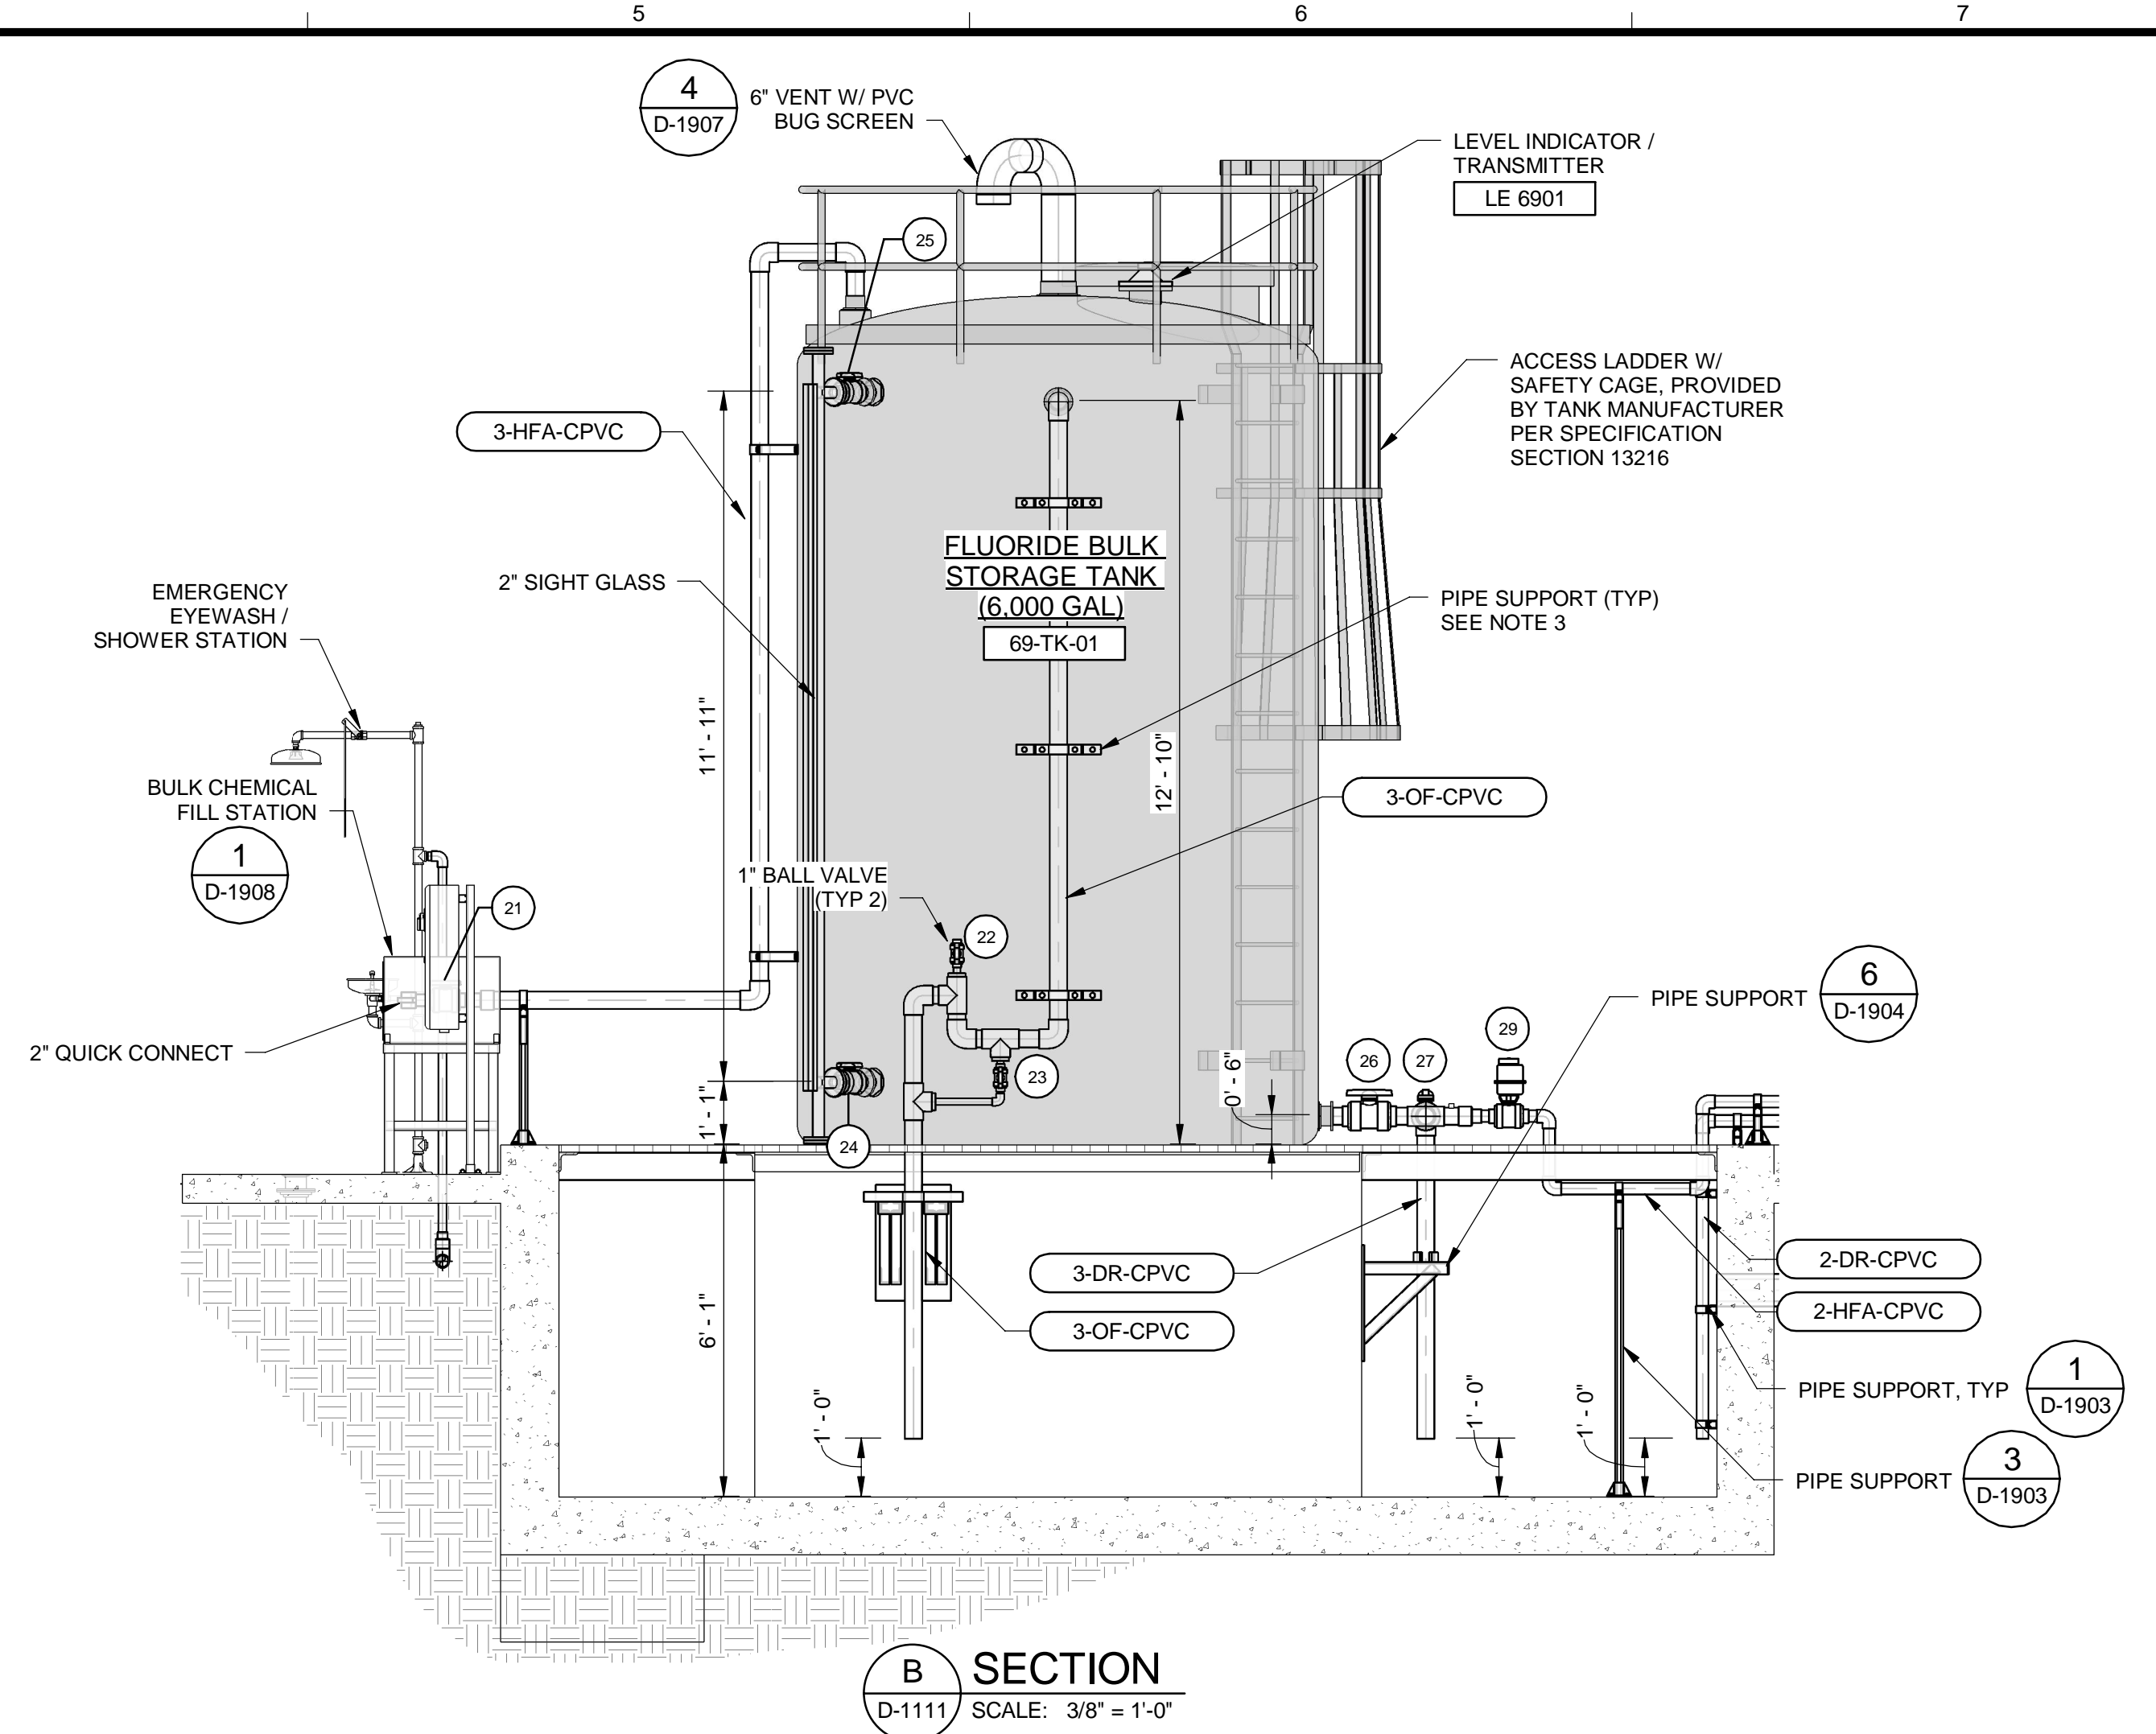 5
6
7
4
D-1907
6" VENT W/ PVC
BUG SCREEN
LEVEL INDICATOR /
TRANSMITTER
LE 6901
25
ACCESS LADDER W/
SAFETY CAGE, PROVIDED
BY TANK MANUFACTURER
PER SPECIFICATION
SECTION 13216
3-HFA-CPVC
FLUORIDE BULK
STORAGE TANK
(6,000 GAL)
69-TK-01
2" SIGHT GLASS
EMERGENCY
EYEWASH /
SHOWER STATION
PIPE SUPPORT (TYP)
SEE NOTE 3
11' - 11"
12' - 10"
BULK CHEMICAL
FILL STATION
1
D-1908
3-OF-CPVC
1" BALL VALVE
(TYP 2)
21
22
2" QUICK CONNECT
PIPE SUPPORT
6
D-1904
23
26
27
29
0' - 6"
1' - 1"
24
6' - 1"
3-DR-CPVC
3-OF-CPVC
2-DR-CPVC
2-HFA-CPVC
1' - 0"
1' - 0"
1' - 0"
PIPE SUPPORT, TYP
1
D-1903
PIPE SUPPORT
3
D-1903
B
D-1111
SECTION
SCALE: 3/8" = 1'-0"